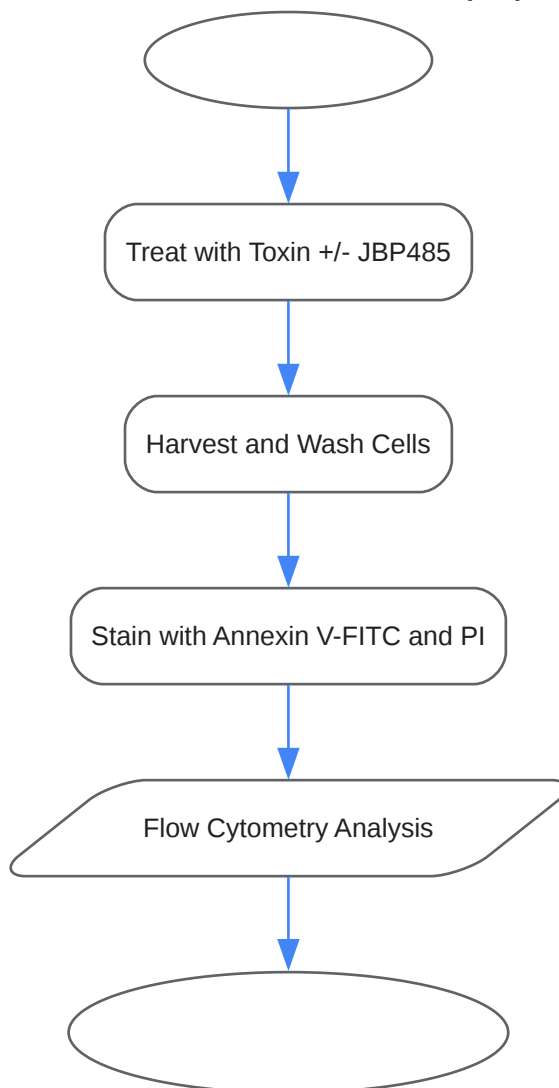 Treat with Toxin +/- JBP485
Harvest and Wash Cells
Stain with Annexin V-FITC and PI
Flow Cytometry Analysis